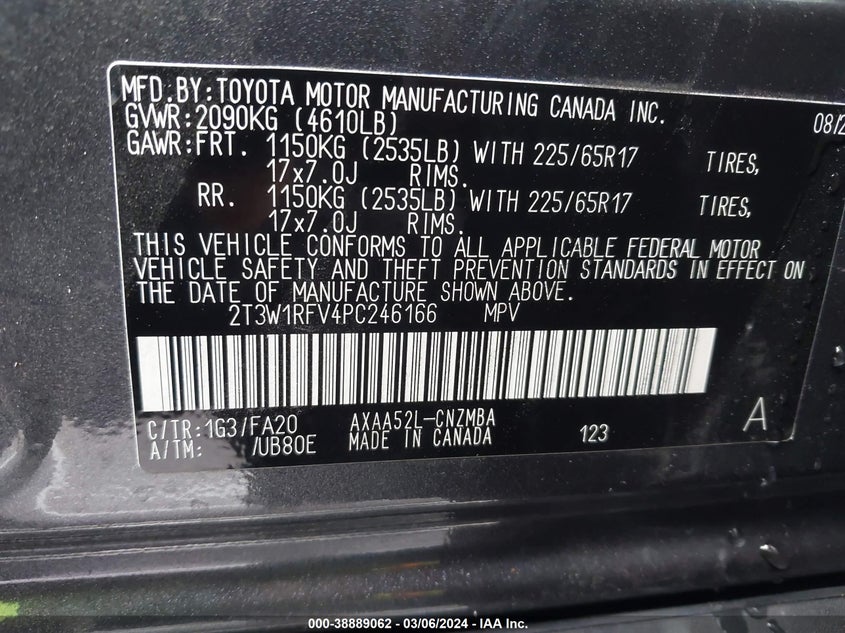 MFD.BY:TOYOTA MOTOR MANUFACTURING CANADA INC. 08/2
GVWR:2090KG (4610LB)
GAWR:FRT. 1150KG (2535LB) WITH 225/65R17 TIRES,
17x7.0J RIMS.
RR. 1150KG (2535LB) WITH 225/65R17 TIRES,
17x7.0J RIMS.
THIS VEHICLE CONFORMS TO ALL APPLICABLE FEDERAL MOTOR
VEHICLE SAFETY AND THEFT PREVENTION STANDARDS IN EFFECT ON
THE DATE OF MANUFACTURE SHOWN ABOVE.
2T3W1RFV4PC246166 MPV
C/TR:1G3/FA20 AXAA52L-CNZMBA A
A/TM: /UB80E MADE IN CANADA 123
000-38889062 - 03/06/2024 - IAA Inc.